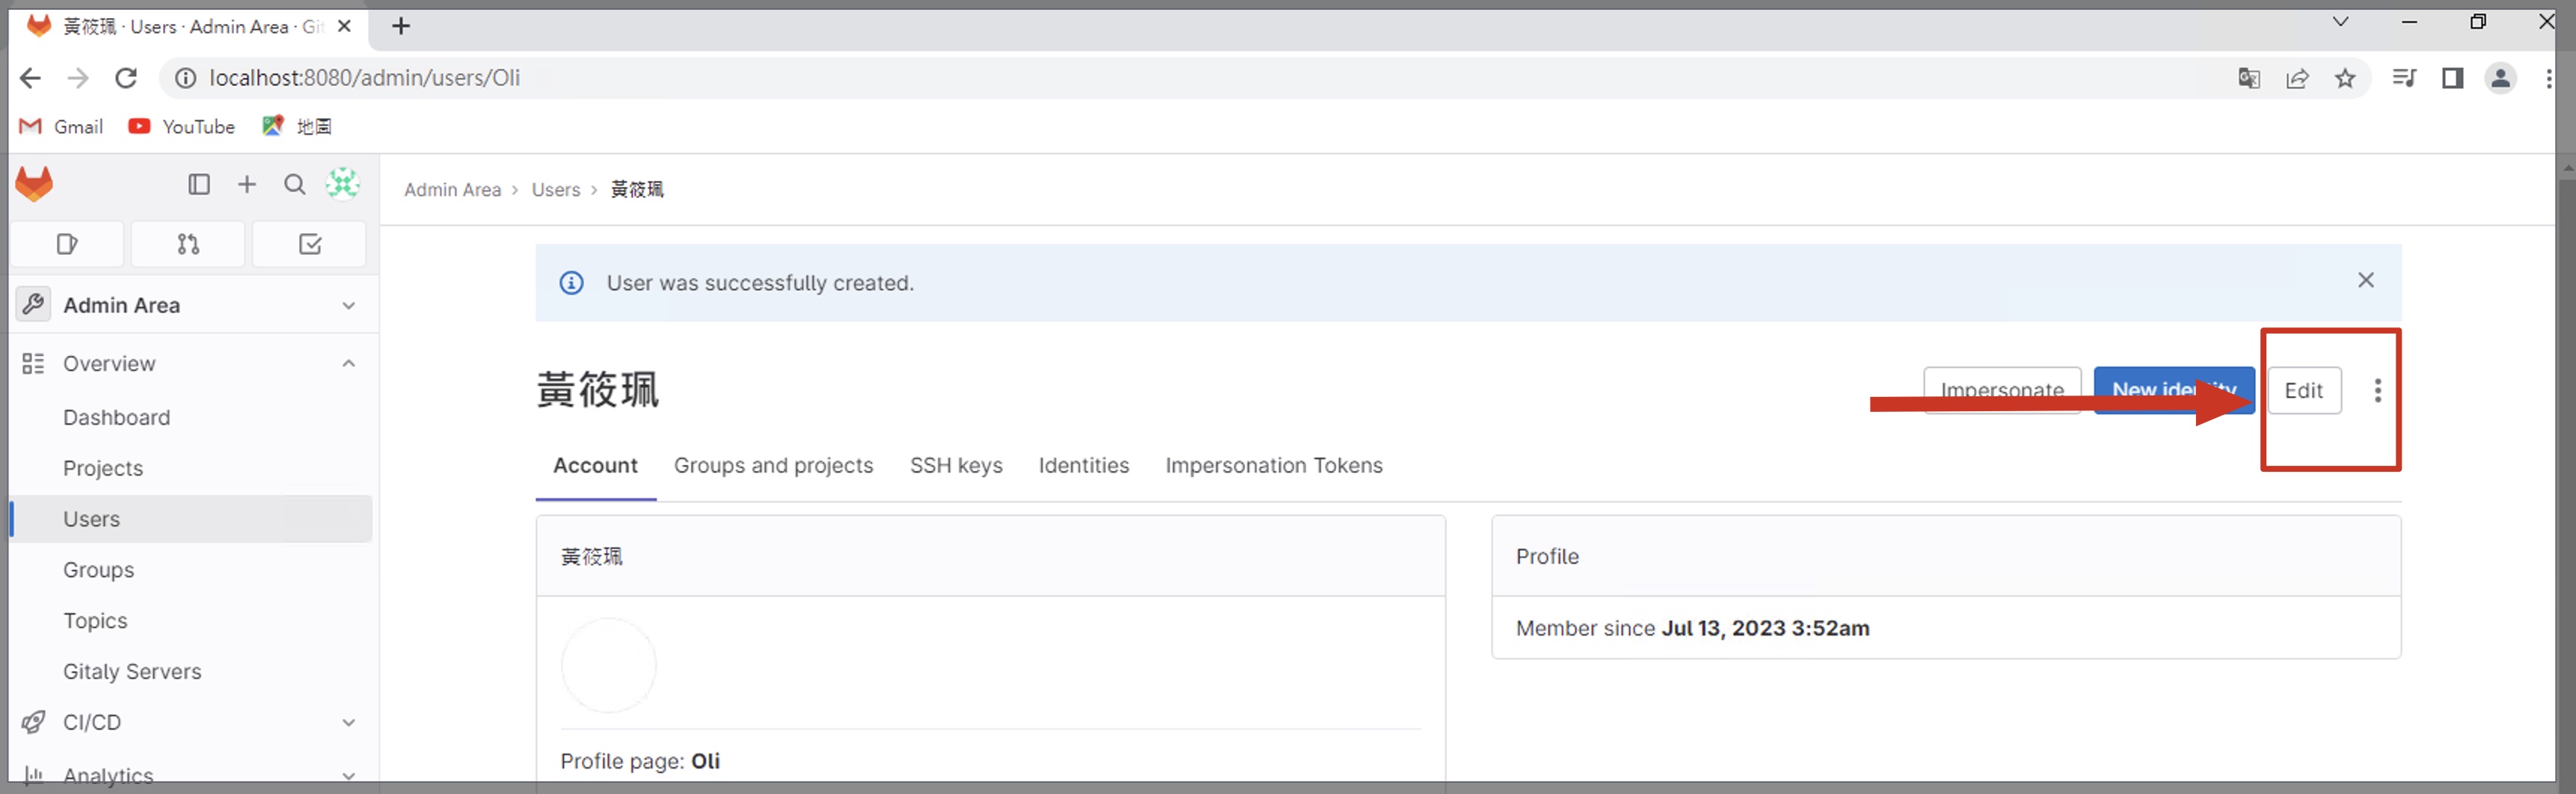 黃筱珮 · Users · Admin Area · Git
localhost:8080/admin/users/Oli
Gmail YouTube 地圖
Admin Area › Users › 黃筱珮
User was successfully created.
Admin Area
Overview
Dashboard
Projects
Users
Groups
Topics
Gitaly Servers
CI/CD
Analytics
黃筱珮
Impersonate New identity Edit
Account Groups and projects SSH keys Identities Impersonation Tokens
黃筱珮
Profile page: Oli
Profile
Member since Jul 13, 2023 3:52am